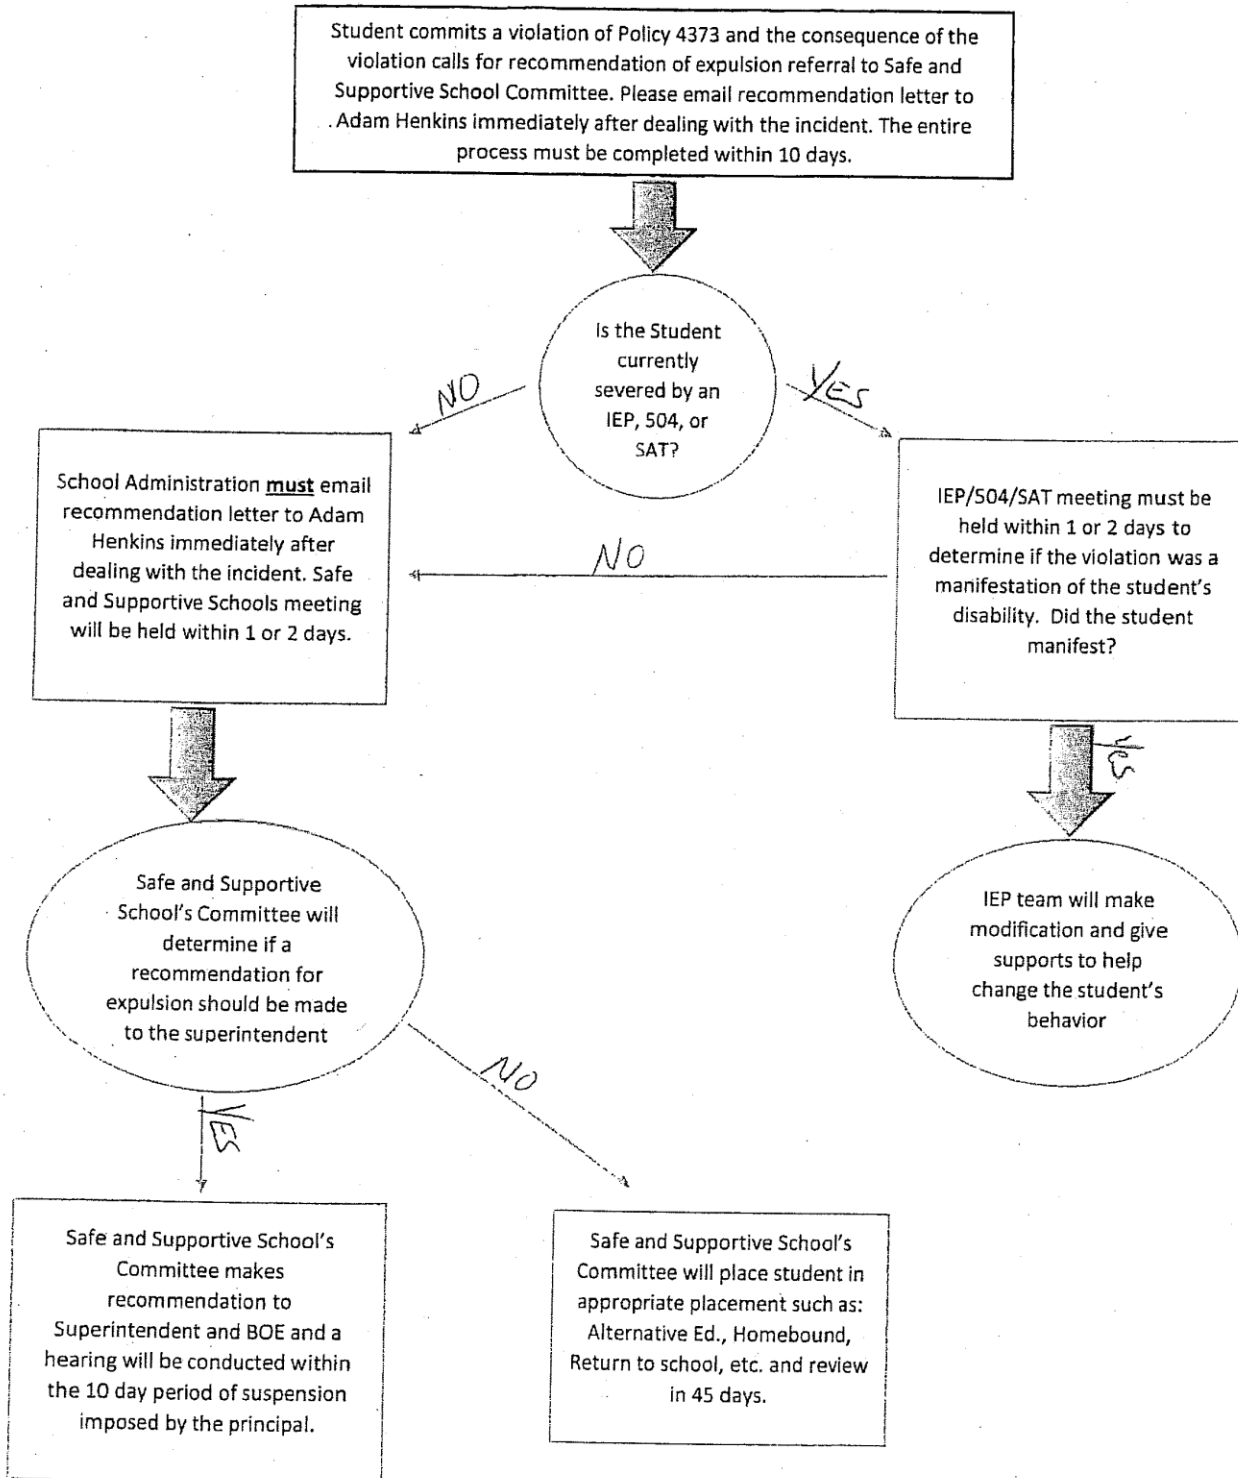 Student commits a violation of Policy 4373 and the consequence of the
violation calls for recommendation of expulsion referral to Safe and
Supportive School Committee. Please email recommendation letter to
Adam Henkins immediately after dealing with the incident. The entire
process must be completed within 10 days.
Is the Student
currently
severed by an
IEP, 504, or
SAT?
NO
YES
School Administration must email
recommendation letter to Adam
Henkins immediately after
dealing with the incident. Safe
and Supportive Schools meeting
will be held within 1 or 2 days.
NO
IEP/504/SAT meeting must be
held within 1 or 2 days to
determine if the violation was a
manifestation of the student's
disability. Did the student
manifest?
YES
Safe and Supportive
School's Committee will
determine if a
recommendation for
expulsion should be made
to the superintendent
IEP team will make
modification and give
supports to help
change the student's
behavior
YES
NO
Safe and Supportive School's
Committee makes
recommendation to
Superintendent and BOE and a
hearing will be conducted within
the 10 day period of suspension
imposed by the principal.
Safe and Supportive School's
Committee will place student in
appropriate placement such as:
Alternative Ed., Homebound,
Return to school, etc. and review
in 45 days.